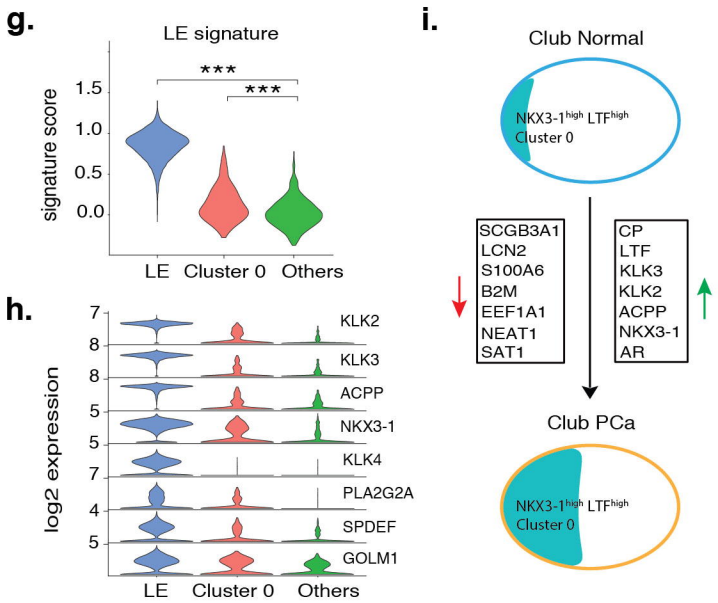 g.
LE signature
***
***
signature score
1.5
1.0
0.5
0.0
LE Cluster 0 Others
h.
log2 expression
7
8
8
5
5
7
4
5
KLK2
KLK3
ACPP
NKX3-1
KLK4
PLA2G2A
SPDEF
GOLM1
LE Cluster 0 Others
i.
Club Normal
NKX3-1high LTFhigh
Cluster 0
SCGB3A1
LCN2
S100A6
B2M
EEF1A1
NEAT1
SAT1
CP
LTF
KLK3
KLK2
ACPP
NKX3-1
AR
Club PCa
NKX3-1high LTFhigh
Cluster 0